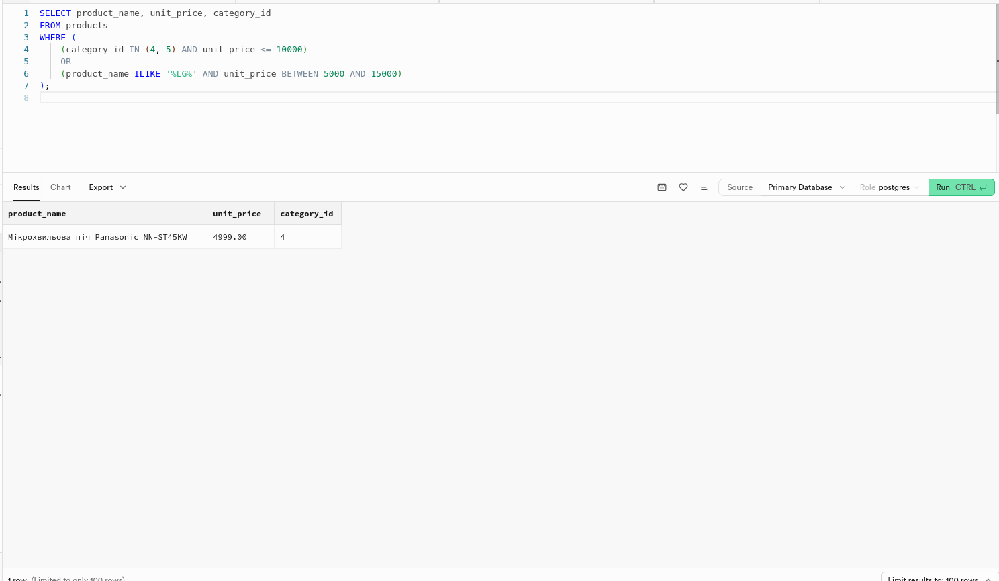 1 SELECT product_name, unit_price, category_id
2 FROM products
3 WHERE (
4 (category_id IN (4, 5) AND unit_price <= 10000)
5 OR
6 (product_name ILIKE '%LG%' AND unit_price BETWEEN 5000 AND 15000)
7 );
8
Results Chart Export Source Primary Database Role postgres Run CTRL
product_name unit_price category_id
Мікрохвильова піч Panasonic NN-ST45KW 4999.00 4
1 row (Limited to only 100 rows) Limit results to: 100 rows